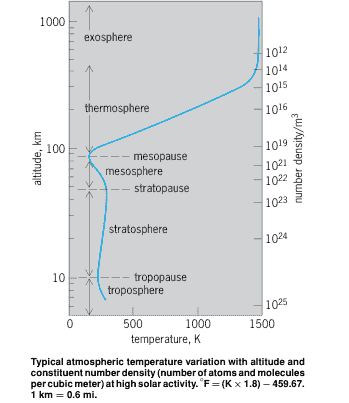 1000
exosphere
10¹²
10¹⁴
10¹⁵
thermosphere
10¹⁶
altitude, km
number density/m³
100
10¹⁹
mesopause
10²¹
mesosphere
10²²
stratopause
10²³
stratosphere
10²⁴
10
tropopause
troposphere
10²⁵
0 500 1000 1500
temperature, K
Typical atmospheric temperature variation with altitude and
constituent number density (number of atoms and molecules
per cubic meter) at high solar activity. °F = (K × 1.8) – 459.67.
1 km = 0.6 mi.